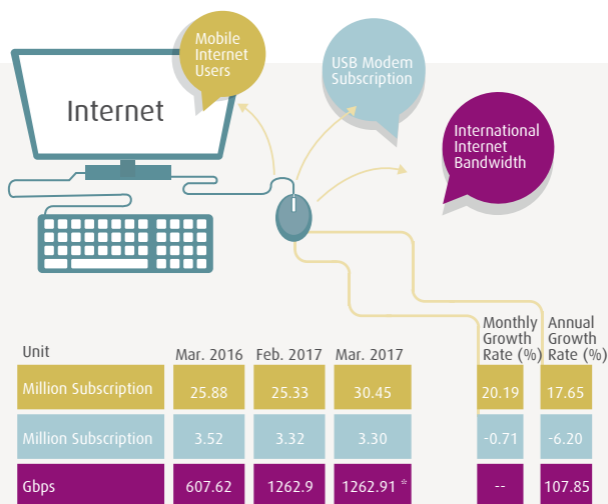 Mobile
Internet
Users
USB Modem
Subscription
Internet
International
Internet
Bandwidth
Unit Mar. 2016 Feb. 2017 Mar. 2017 Monthly Growth Rate (%) Annual Growth Rate (%)
Million Subscription 25.88 25.33 30.45 20.19 17.65
Million Subscription 3.52 3.32 3.30 -0.71 -6.20
Gbps 607.62 1262.9 1262.91 * -- 107.85